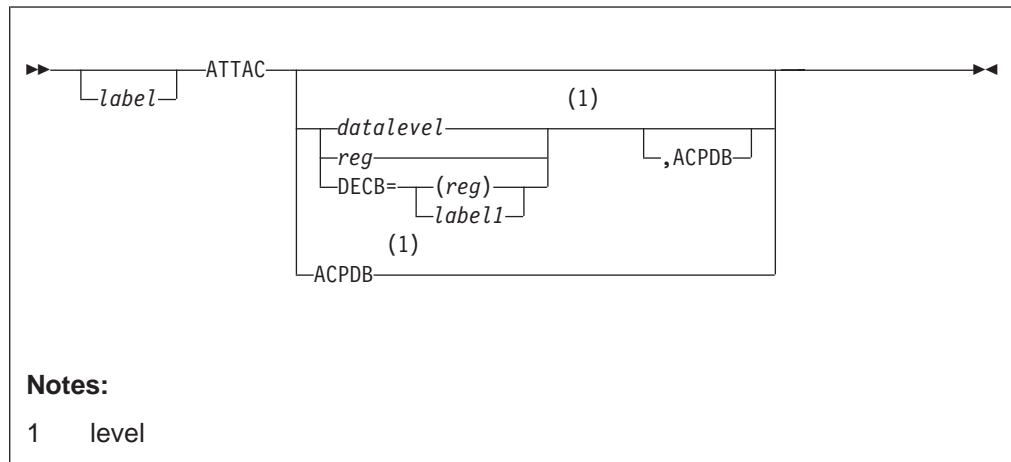 ATTAC
label
(1)
datalevel
reg
,ACPDB
DECB= (reg)
label1
(1)
ACPDB
Notes:
1 level